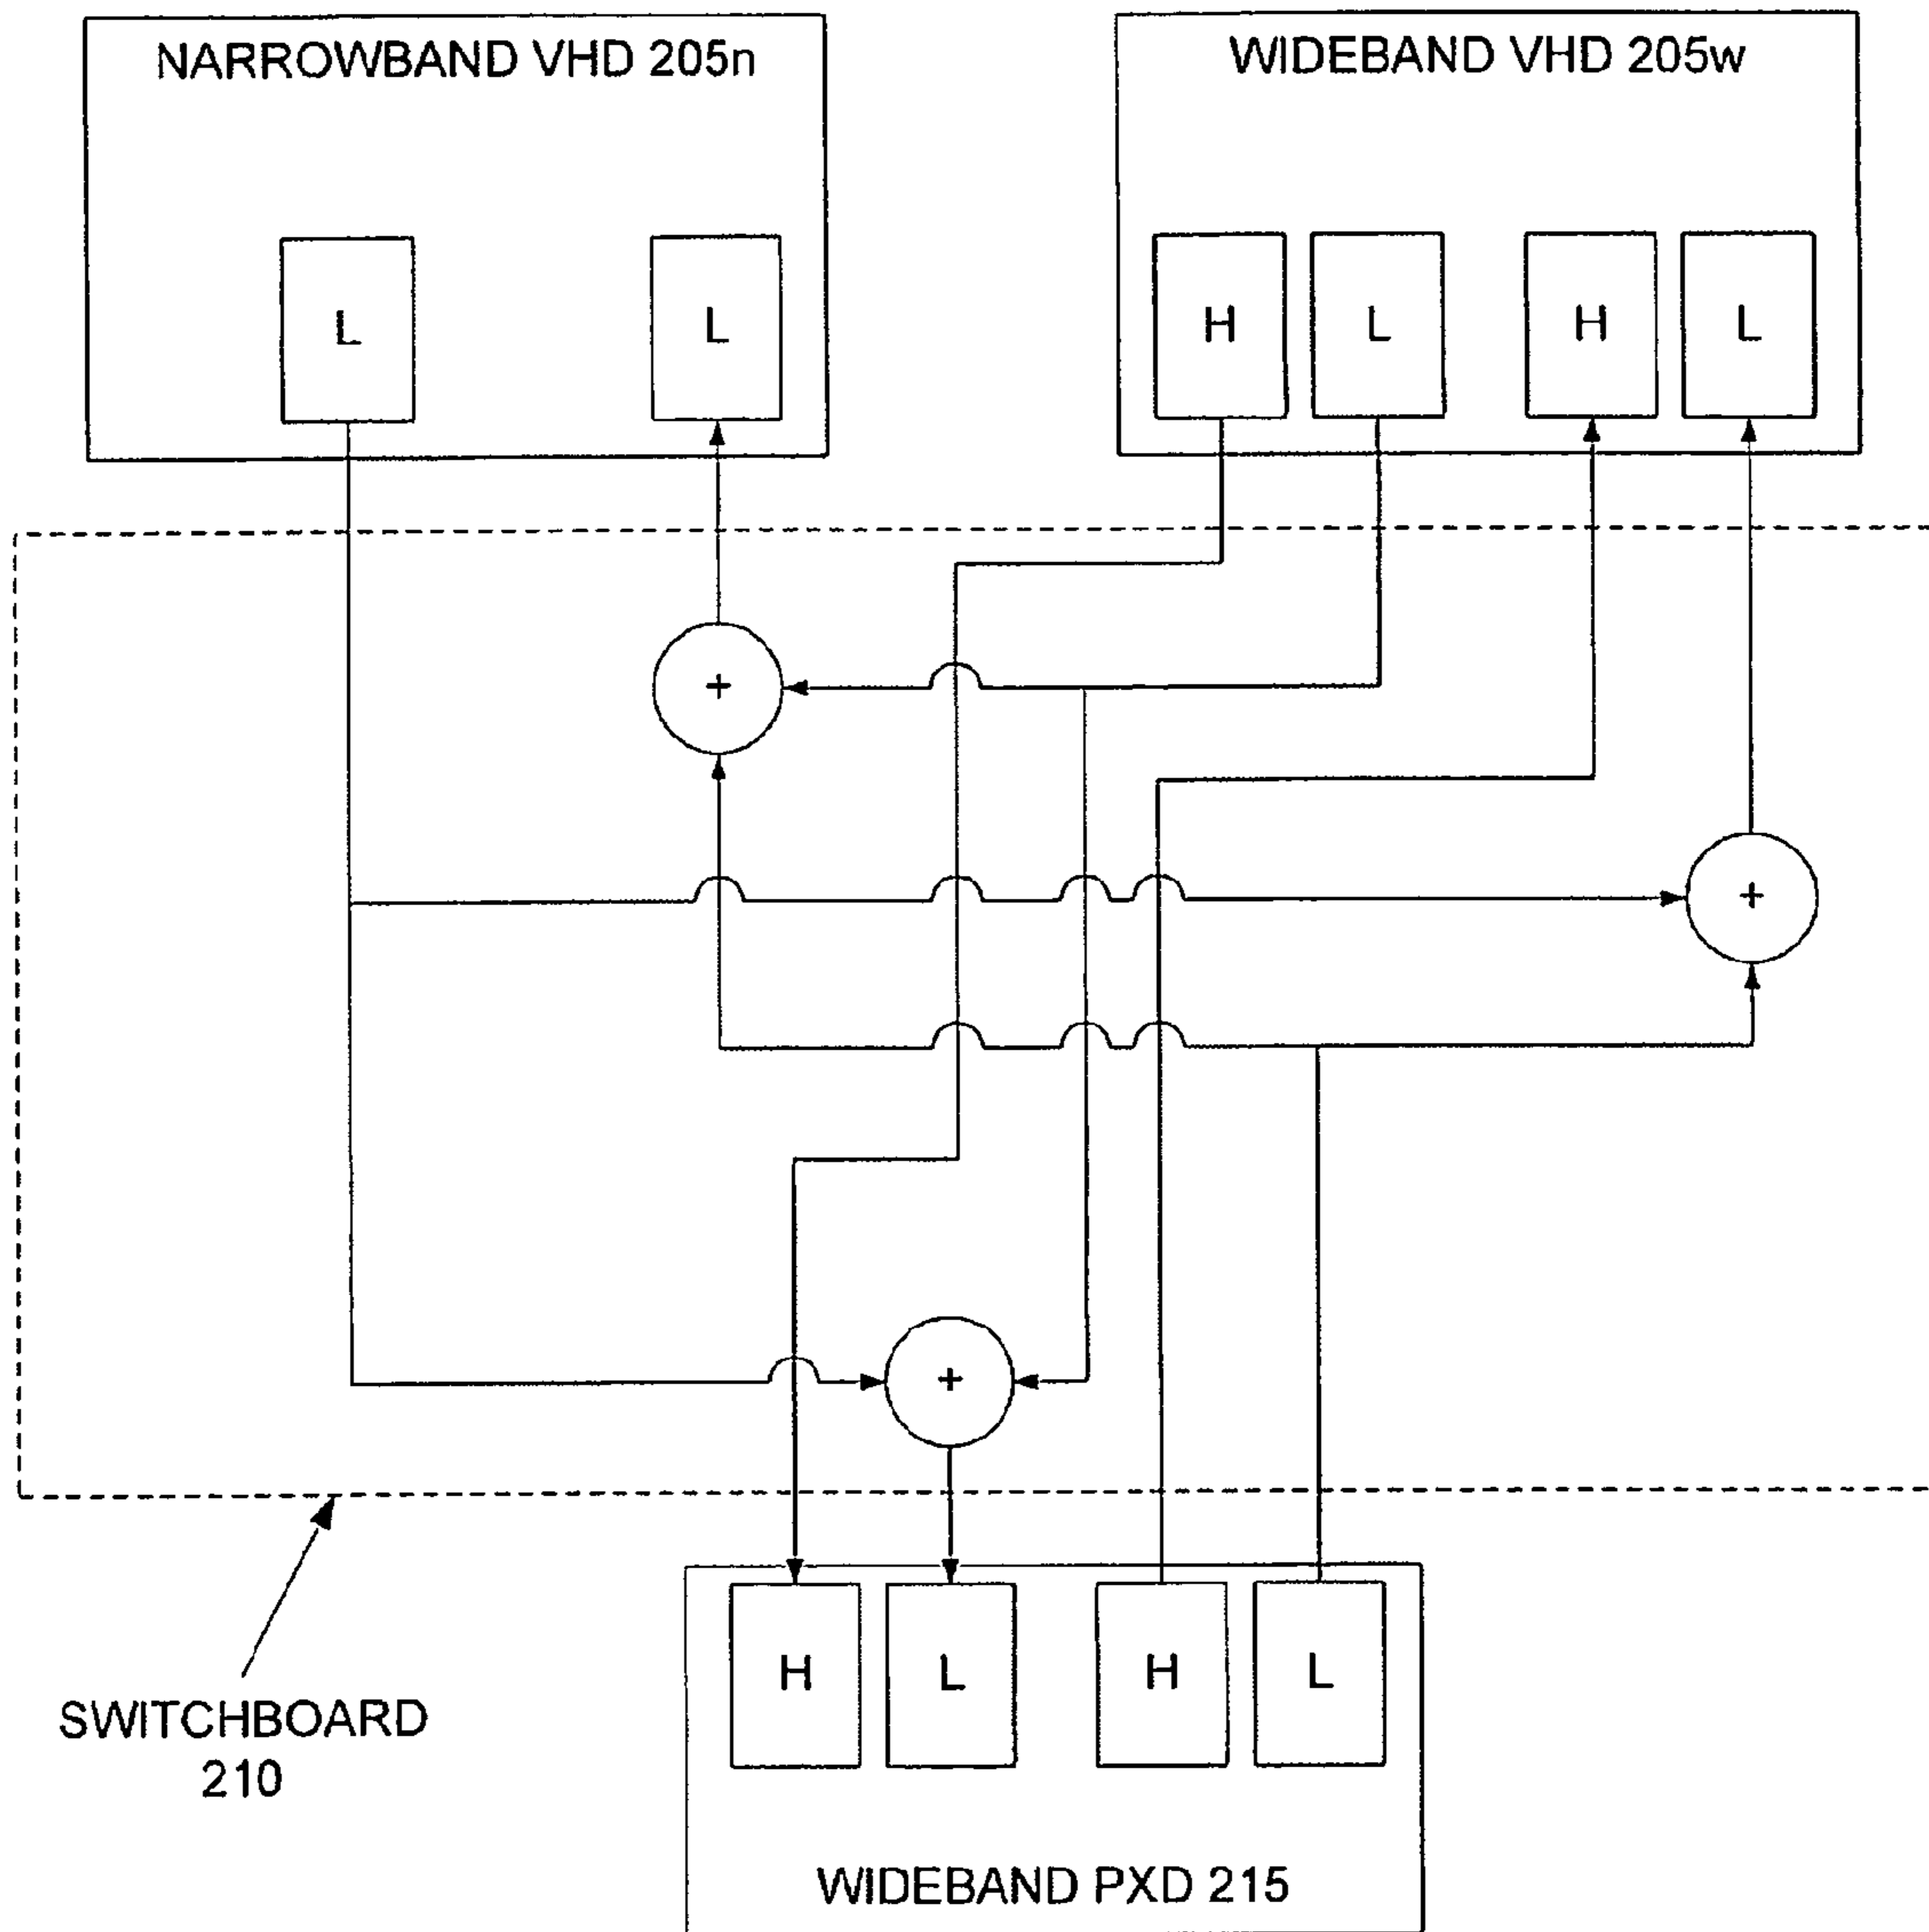 NARROWBAND VHD 205n
WIDEBAND VHD 205w
L
L
H
L
H
L
+
+
+
H
L
H
L
SWITCHBOARD
210
WIDEBAND PXD 215